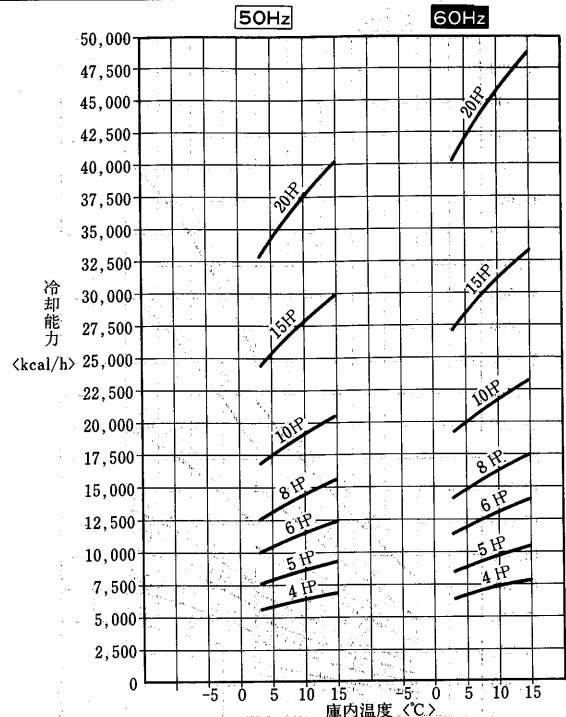 50Hz 60Hz
50,000
47,500
45,000
42,500
40,000
37,500
35,000
32,500
30,000
27,500
25,000
22,500
20,000
17,500
15,000
12,500
10,000
7,500
5,000
2,500
0
冷却能力
<kcal/h>
20HP
15HP
10HP
8HP
6HP
5HP
4HP
20HP
15HP
10HP
8HP
6HP
5HP
4HP
-5 0 5 10 15 -5 0 5 10 15
庫内温度<℃>